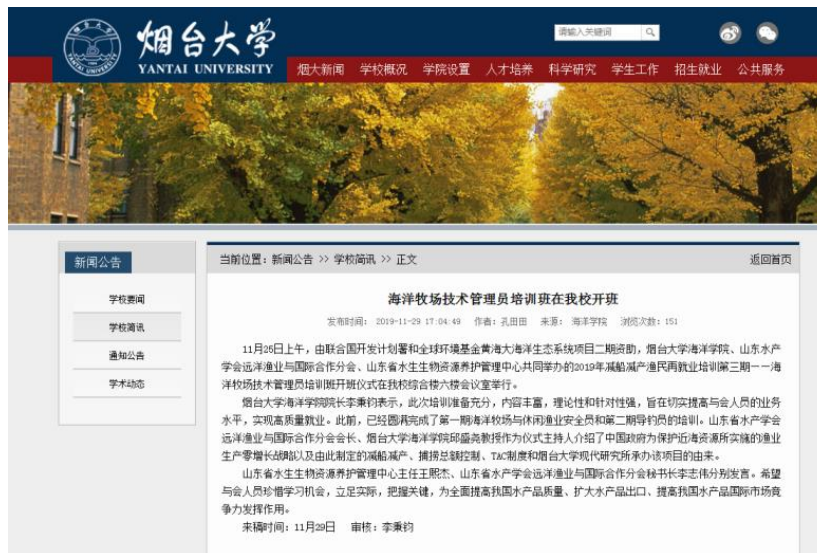 烟台大学
YANTAI UNIVERSITY
请输入关键词
烟大新闻 学校概况 学院设置 人才培养 科学研究 学生工作 招生就业 公共服务
新闻公告
学校要闻
学校简讯
通知公告
学术动态
当前位置：新闻公告 >> 学校简讯 >> 正文
返回首页
海洋牧场技术管理员培训班在我校开班
发布时间： 2019-11-29 17:04:49 作者：孔田田 来源： 海洋学院 浏览次数：151
11月25日上午，由联合国开发计划署和全球环境基金黄海大海洋生态系统项目二期资助，烟台大学海洋学院、山东水产
学会远洋渔业与国际合作分会、山东省水生生物资源养护管理中心共同举办的2019年减船减产渔民再就业培训第三期——海
洋牧场技术管理员培训班开班仪式在我校综合楼六楼会议室举行。
烟台大学海洋学院院长李秉钧表示，此次培训准备充分，内容丰富，理论性和针对性强，旨在切实提高与会人员的业务
水平，实现高质量就业。此前，已经圆满完成了第一期海洋牧场与休闲渔业安全员和第二期导钓员的培训。山东省水产学会
远洋渔业与国际合作分会会长、烟台大学海洋学院邱盛尧教授作为仪式主持人介绍了中国政府为保护近海资源所实施的渔业
生产零增长战略以及由此制定的减船减产、捕捞总额控制、TAC制度和烟台大学现代研究所承办该项目的由来。
山东省水生生物资源养护管理中心主任王熙杰、山东省水产学会远洋渔业与国际合作分会秘书长李志伟分别发言。希望
与会人员珍惜学习机会，立足实际，把握关键，为全面提高我国水产品质量、扩大水产品出口、提高我国水产品国际市场竞
争力发挥作用。
来稿时间：11月29日 审核：李秉钧